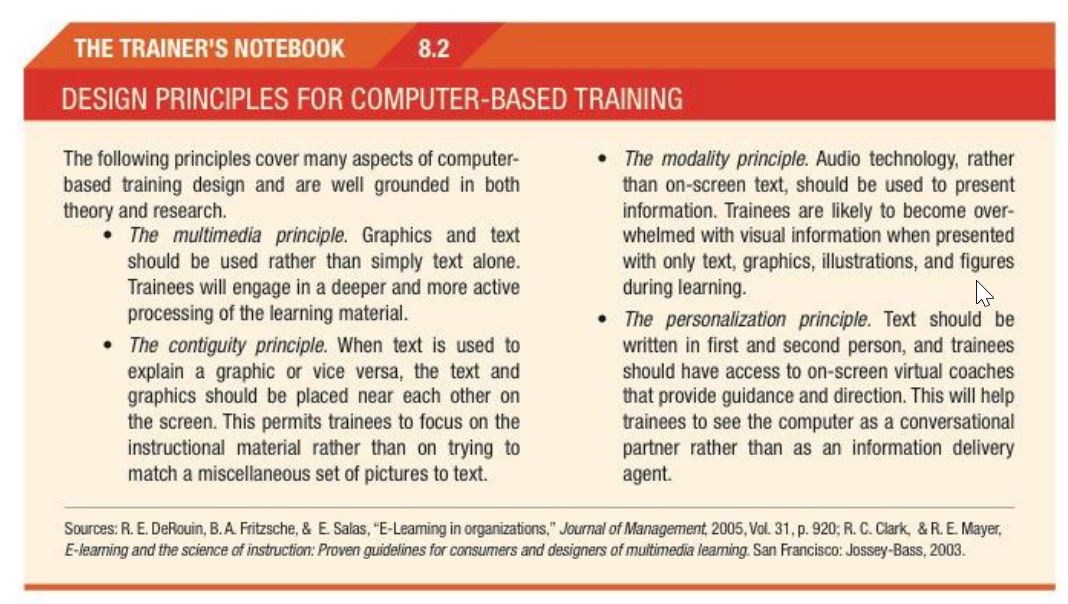 THE TRAINER'S NOTEBOOK 8.2
DESIGN PRINCIPLES FOR COMPUTER-BASED TRAINING
The following principles cover many aspects of computer-
based training design and are well grounded in both
theory and research.
• The multimedia principle. Graphics and text
should be used rather than simply text alone.
Trainees will engage in a deeper and more active
processing of the learning material.
• The contiguity principle. When text is used to
explain a graphic or vice versa, the text and
graphics should be placed near each other on
the screen. This permits trainees to focus on the
instructional material rather than on trying to
match a miscellaneous set of pictures to text.
• The modality principle. Audio technology, rather
than on-screen text, should be used to present
information. Trainees are likely to become over-
whelmed with visual information when presented
with only text, graphics, illustrations, and figures
during learning.
• The personalization principle. Text should be
written in first and second person, and trainees
should have access to on-screen virtual coaches
that provide guidance and direction. This will help
trainees to see the computer as a conversational
partner rather than as an information delivery
agent.
Sources: R. E. DeRouin, B. A. Fritzsche, & E. Salas, “E-Learning in organizations,” Journal of Management, 2005, Vol. 31, p. 920; R. C. Clark, & R. E. Mayer,
E-learning and the science of instruction: Proven guidelines for consumers and designers of multimedia learning. San Francisco: Jossey-Bass, 2003.